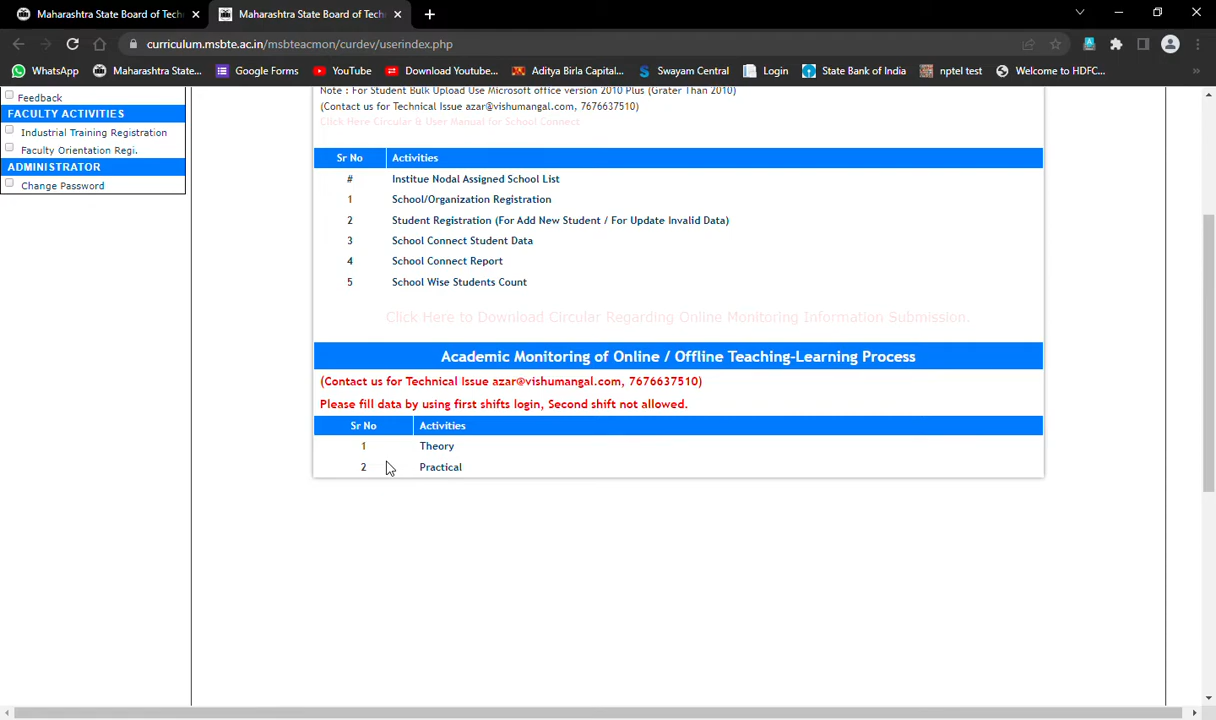 Maharashtra State Board of Tech
Maharashtra State Board of Tech
curriculum.msbte.ac.in/msbteacmon/curdev/userindex.php
WhatsApp
Maharashtra State...
Google Forms
YouTube
Download Youtube...
Aditya Birla Capital...
Swayam Central
Login
State Bank of India
nptel test
Welcome to HDFC...
Feedback
FACULTY ACTIVITIES
Industrial Training Registration
Faculty Orientation Regi.
ADMINISTRATOR
Change Password
Note : For Student Bulk Upload Use Microsoft office version 2010 Plus (Grater Than 2010)
(Contact us for Technical Issue azar@vishumangal.com, 7676637510)
Click Here Circular & User Manual for School Connect
Sr No Activities
# Institue Nodal Assigned School List
1 School/Organization Registration
2 Student Registration (For Add New Student / For Update Invalid Data)
3 School Connect Student Data
4 School Connect Report
5 School Wise Students Count
Click Here to Download Circular Regarding Online Monitoring Information Submission.
Academic Monitoring of Online / Offline Teaching-Learning Process
(Contact us for Technical Issue azar@vishumangal.com, 7676637510)
Please fill data by using first shifts login, Second shift not allowed.
Sr No Activities
1 Theory
2 Practical